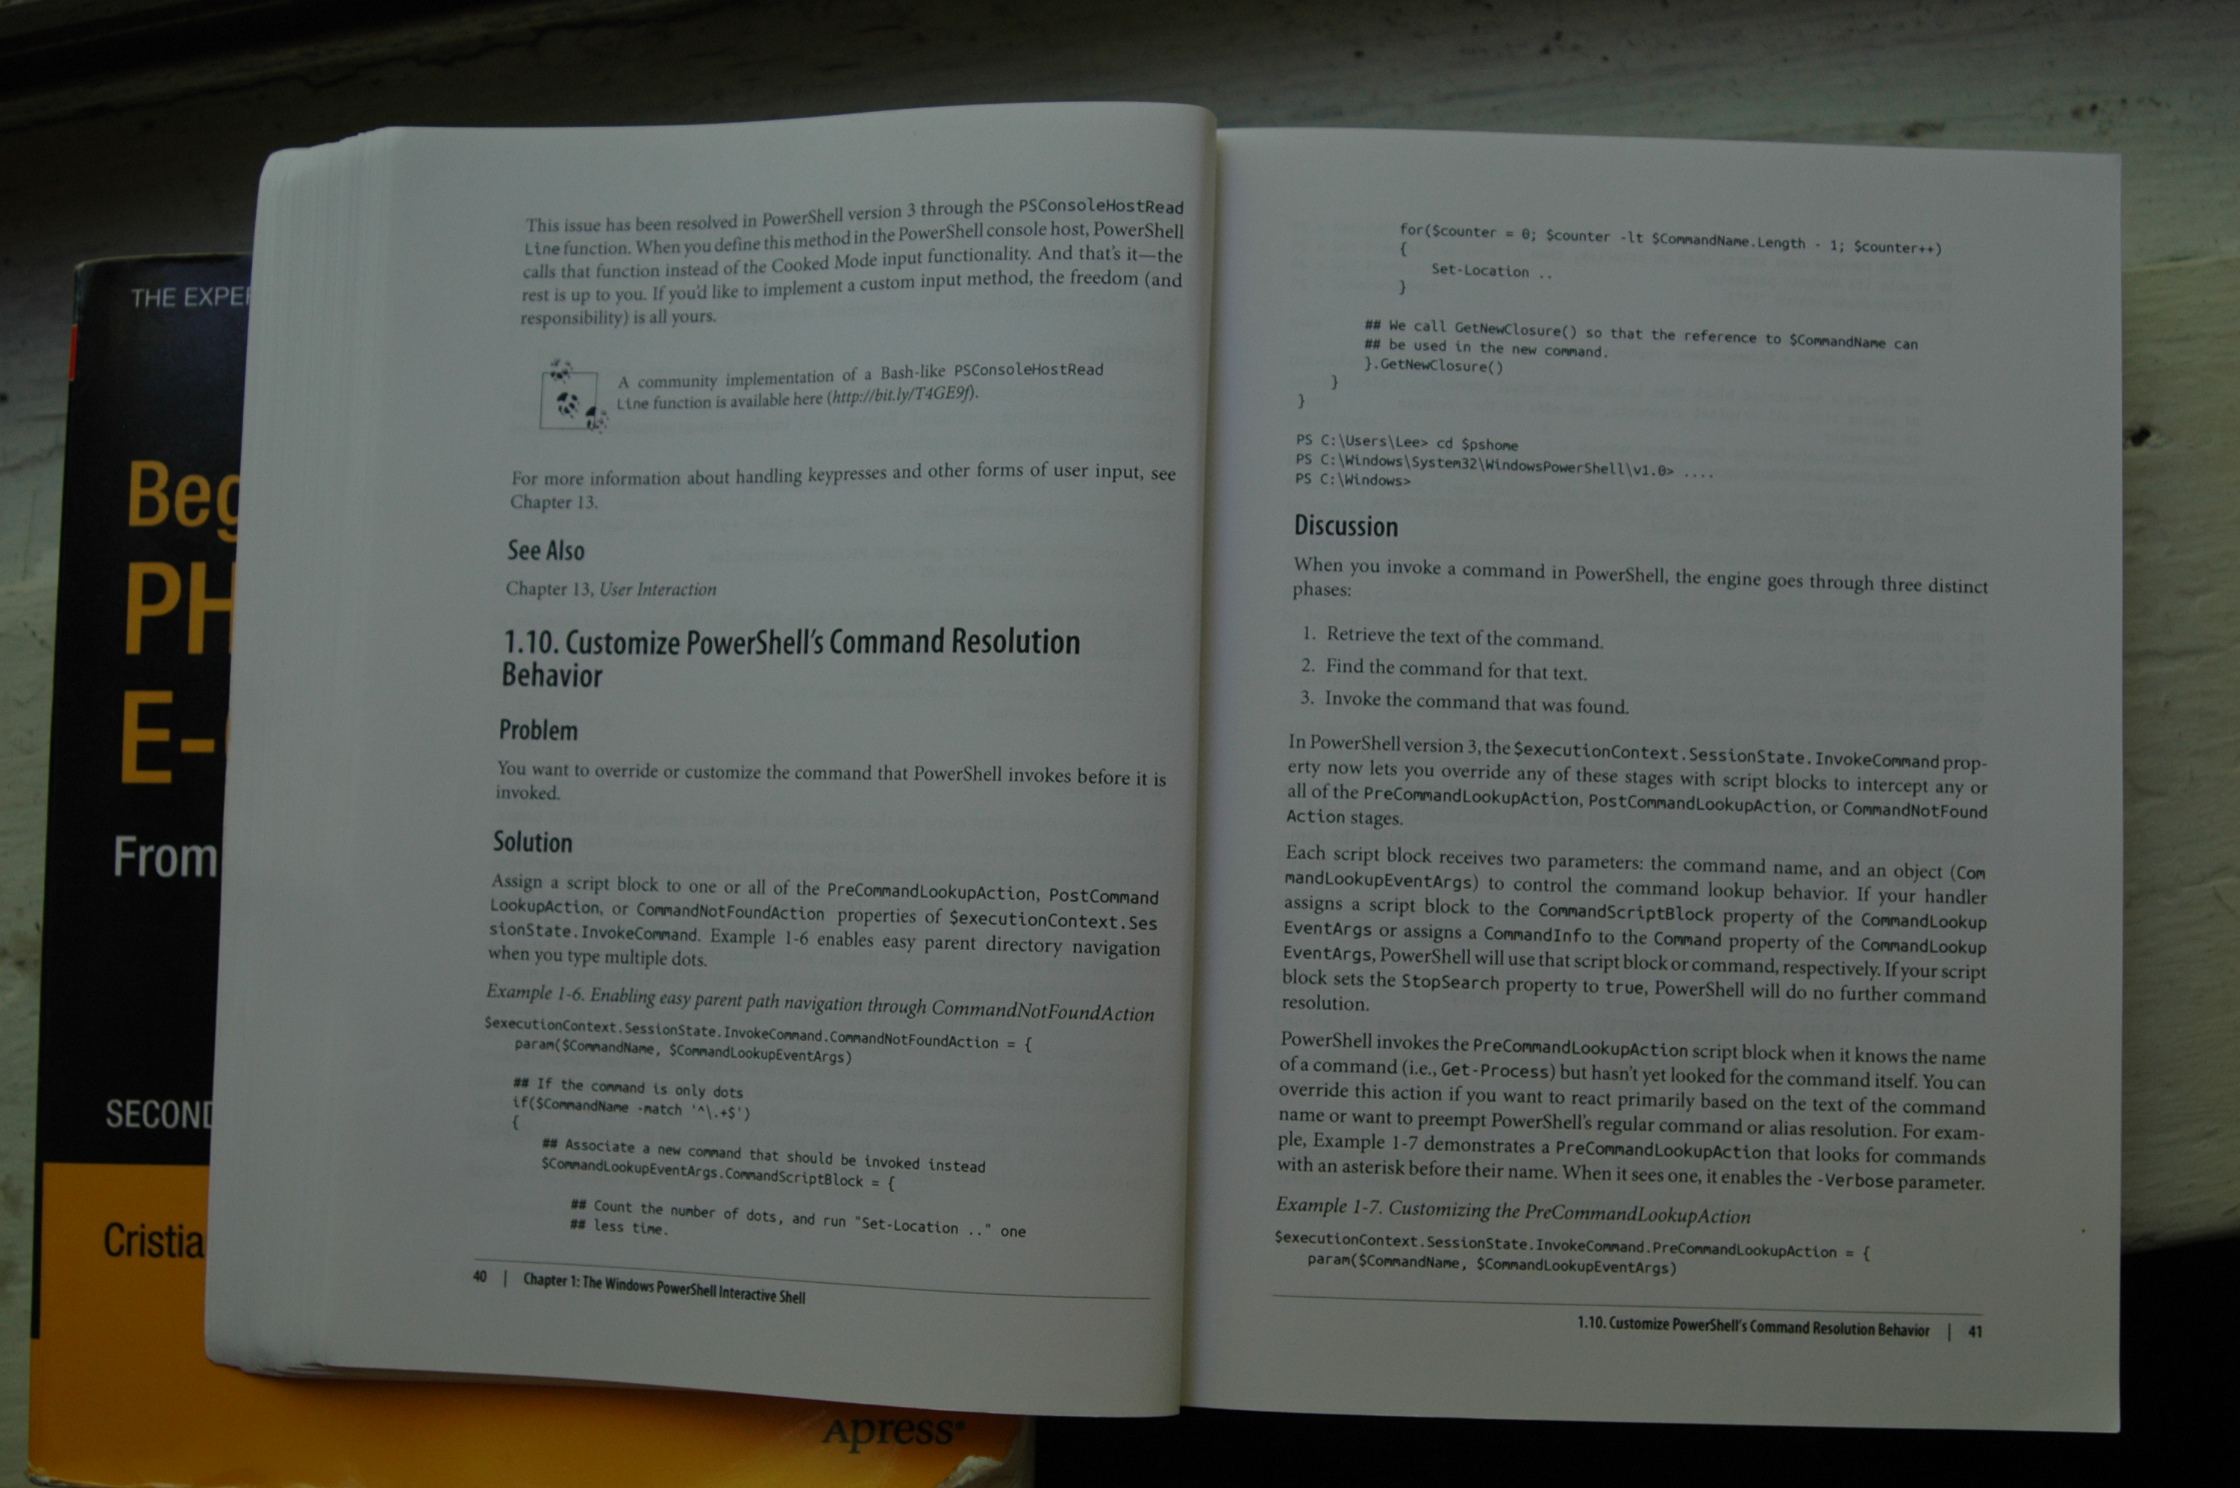 This issue has been resolved in PowerShell version 3 through the PSConsoleHostRead
Line function. When you define this method in the PowerShell console host, PowerShell
calls that function instead of the Cooked Mode input functionality. And that's it—the
rest is up to you. If you'd like to implement a custom input method, the freedom (and
responsibility) is all yours.
A community implementation of a Bash-like PSConsoleHostRead
Line function is available here (http://bit.ly/T4GE9f).
For more information about handling keypresses and other forms of user input, see
Chapter 13.
See Also
Chapter 13, User Interaction
1.10. Customize PowerShell's Command Resolution
Behavior
Problem
You want to override or customize the command that PowerShell invokes before it is
invoked.
Solution
Assign a script block to one or all of the PreCommandLookupAction, PostCommand
LookupAction, or CommandNotFoundAction properties of $executionContext.Ses
sionState.InvokeCommand. Example 1-6 enables easy parent directory navigation
when you type multiple dots.
Example 1-6. Enabling easy parent path navigation through CommandNotFoundAction
$executionContext.SessionState.InvokeCommand.CommandNotFoundAction = {
param($CommandName, $CommandLookupEventArgs)
## If the command is only dots
if($CommandName -match '^\.+$')
{
## Associate a new command that should be invoked instead
$CommandLookupEventArgs.CommandScriptBlock = {
## Count the number of dots, and run "Set-Location .." one
## less time.
40 | Chapter 1: The Windows PowerShell Interactive Shell
for($counter = 0; $counter -lt $CommandName.Length - 1; $counter++)
{
Set-Location ..
}
## We call GetNewClosure() so that the reference to $CommandName can
## be used in the new command.
}.GetNewClosure()
}
}
PS C:\Users\Lee> cd $pshome
PS C:\Windows\System32\WindowsPowerShell\v1.0> ....
PS C:\Windows>
Discussion
When you invoke a command in PowerShell, the engine goes through three distinct
phases:
1. Retrieve the text of the command.
2. Find the command for that text.
3. Invoke the command that was found.
In PowerShell version 3, the $executionContext.SessionState.InvokeCommand prop-
erty now lets you override any of these stages with script blocks to intercept any or
all of the PreCommandLookupAction, PostCommandLookupAction, or CommandNotFound
Action stages.
Each script block receives two parameters: the command name, and an object (Com
mandLookupEventArgs) to control the command lookup behavior. If your handler
assigns a script block to the CommandScriptBlock property of the CommandLookup
EventArgs or assigns a CommandInfo to the Command property of the CommandLookup
EventArgs, PowerShell will use that script block or command, respectively. If your script
block sets the StopSearch property to true, PowerShell will do no further command
resolution.
PowerShell invokes the PreCommandLookupAction script block when it knows the name
of a command (i.e., Get-Process) but hasn't yet looked for the command itself. You can
override this action if you want to react primarily based on the text of the command
name or want to preempt PowerShell's regular command or alias resolution. For exam-
ple, Example 1-7 demonstrates a PreCommandLookupAction that looks for commands
with an asterisk before their name. When it sees one, it enables the -Verbose parameter.
Example 1-7. Customizing the PreCommandLookupAction
$executionContext.SessionState.InvokeCommand.PreCommandLookupAction = {
param($CommandName, $CommandLookupEventArgs)
1.10. Customize PowerShell's Command Resolution Behavior | 41
THE EXPE
Beg
PH
E-
From
SECOND
Cristia
Apress®